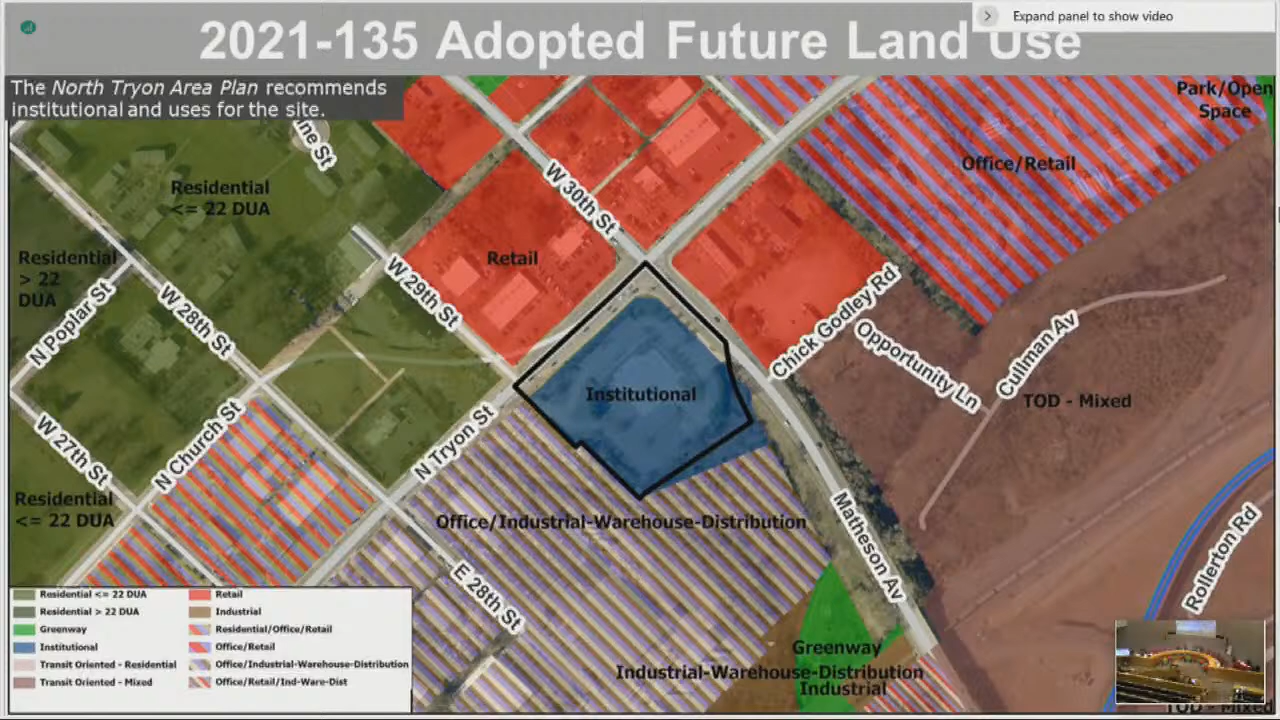 2021-135 Adopted Future Land Use
Expand panel to show video
The North Tryon Area Plan recommends
institutional and uses for the site.
Park/Open
Space
ne St
Residential
<= 22 DUA
Office/Retail
W 30th St
Residential
> 22
DUA
Retail
W 29th St
N Poplar St
W 28th St
Chick Godley Rd
Opportunity Ln
Cullman Av
Institutional
TOD - Mixed
W 27th St
N Church St
N Tryon St
Residential
<= 22 DUA
Office/Industrial-Warehouse-Distribution
Matheson Av
Rollerton Rd
E 28th St
Greenway
Industrial-Warehouse-Distribution
Industrial
TOD - Mixed
Residential <= 22 DUA
Residential > 22 DUA
Greenway
Institutional
Transit Oriented - Residential
Transit Oriented - Mixed
Retail
Industrial
Residential/Office/Retail
Office/Retail
Office/Industrial-Warehouse-Distribution
Office/Retail/Ind-Ware-Dist